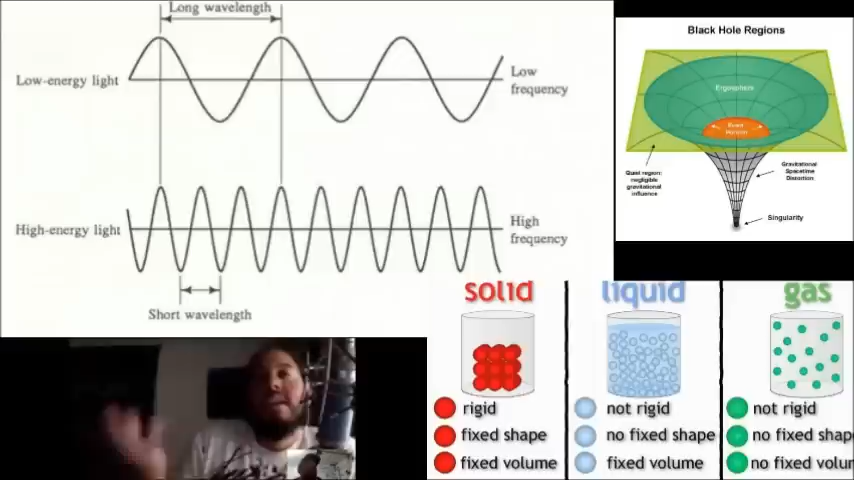 Long wavelength
Low-energy light
Low
frequency
High-energy light
High
frequency
Short wavelength
Black Hole Regions
Ergosphere
Event
Horizon
Quiet region:
negligible
gravitational
influence
Gravitational
Spacetime
Distortion
Singularity
solid
rigid
fixed shape
fixed volume
liquid
not rigid
no fixed shape
fixed volume
gas
not rigid
no fixed shap
no fixed volur